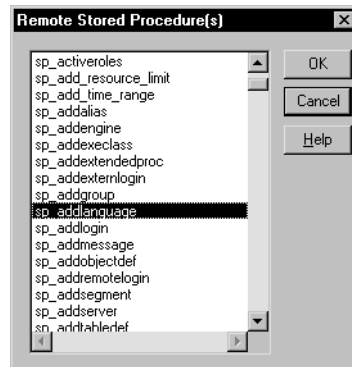 Remote Stored Procedure(s)
sp_activeroles
sp_add_resource_limit
sp_add_time_range
sp_addalias
sp_addengine
sp_addexeclass
sp_addextendedproc
sp_addexternlogin
sp_addgroup
sp_addlanguage
sp_addlogin
sp_addmessage
sp_addobjectdef
sp_addremotelogin
sp_addsegment
sp_addserver
sp_addtabledef
OK
Cancel
Help